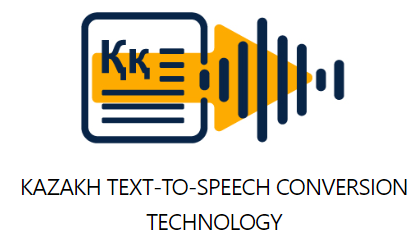 Ққ
KAZAKH TEXT-TO-SPEECH CONVERSION
TECHNOLOGY